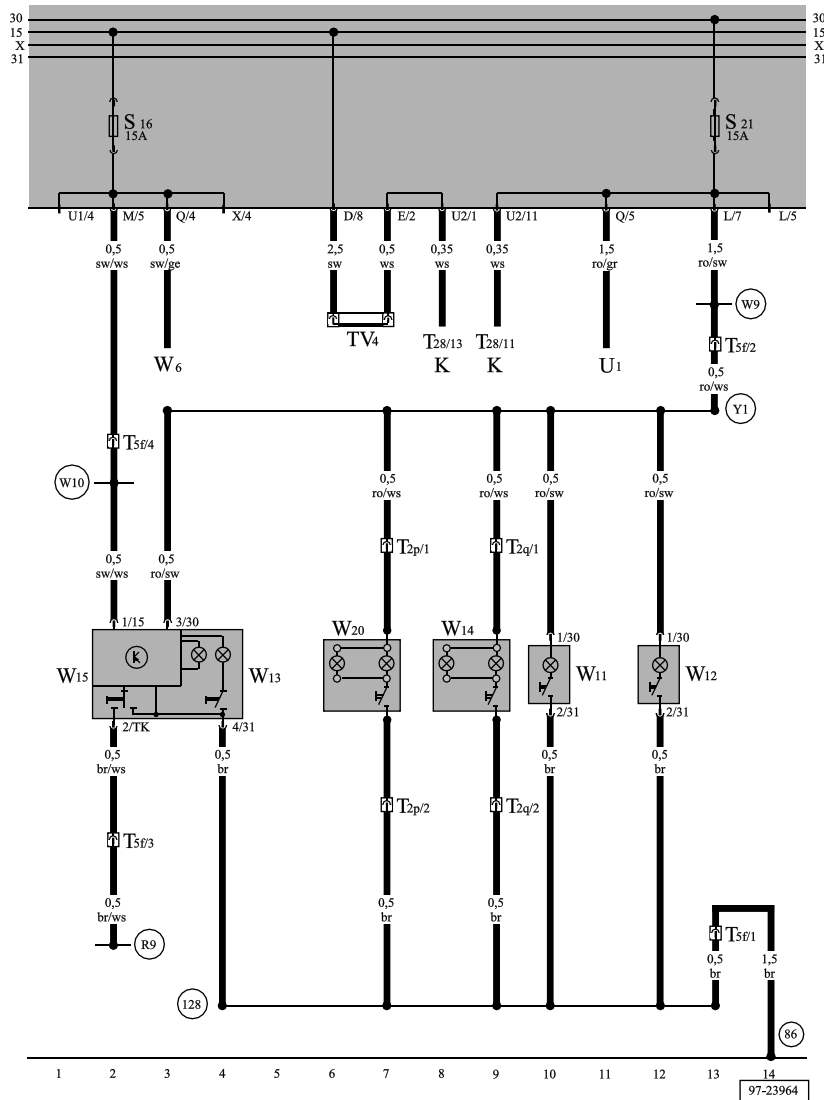 30 30
15 15
X X
31 31
S 16 S 21
15A 15A
U1/4 M/5 Q/4 X/4 D/8 E/2 U2/1 U2/11 Q/5 L/7 L/5
0,5 0,5 2,5 0,5 0,35 0,35 1,5 1,5
sw/ws sw/ge sw ws ws ws ro/gr ro/sw
W9
TV4 T28/13 T28/11 T5f/2
W6 K K U1
0,5
ro/ws
Y1
T5f/4
W10 0,5 0,5 0,5 0,5
ro/ws ro/ws ro/sw ro/sw
T2p/1 T2q/1
0,5 0,5
sw/ws ro/sw
1/15 3/30
W20 W14 1/30 1/30
K
W15 W13 W11 W12
2/TK 4/31 2/31 2/31
0,5 0,5 0,5 0,5
br/ws br br br
T2p/2 T2q/2
T5f/3
0,5 0,5 0,5
br/ws br br
R9 T5f/1
0,5 1,5
br br
128
86
1 2 3 4 5 6 7 8 9 10 11 12 13 14
97-23964